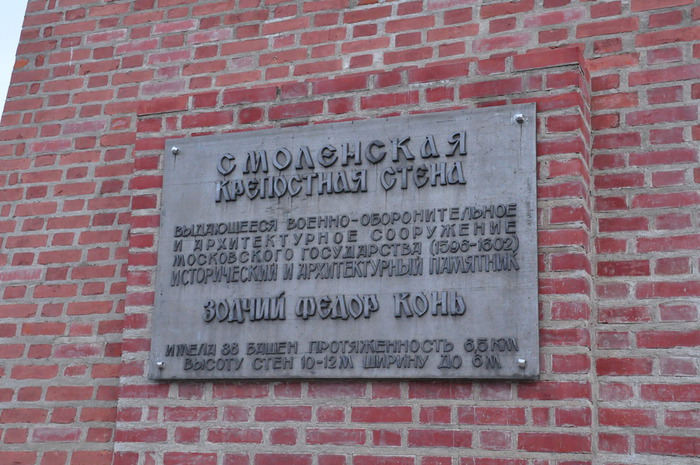 СМОЛЕНСКАЯ
КРЕПОСТНАЯ СТЕНА
ВЫДАЮЩЕЕСЯ ВОЕННО-ОБОРОНИТЕЛЬНОЕ
И АРХИТЕКТУРНОЕ СООРУЖЕНИЕ
МОСКОВСКОГО ГОСУДАРСТВА (1596-1602)
ИСТОРИЧЕСКИЙ И АРХИТЕКТУРНЫЙ ПАМЯТНИК
ЗОДЧИЙ ФЕДОР КОНЬ
ИМЕЛА 38 БАШЕН ПРОТЯЖЕННОСТЬ 6,5 КМ
ВЫСОТУ СТЕН 10-12 М ШИРИНУ ДО 6 М